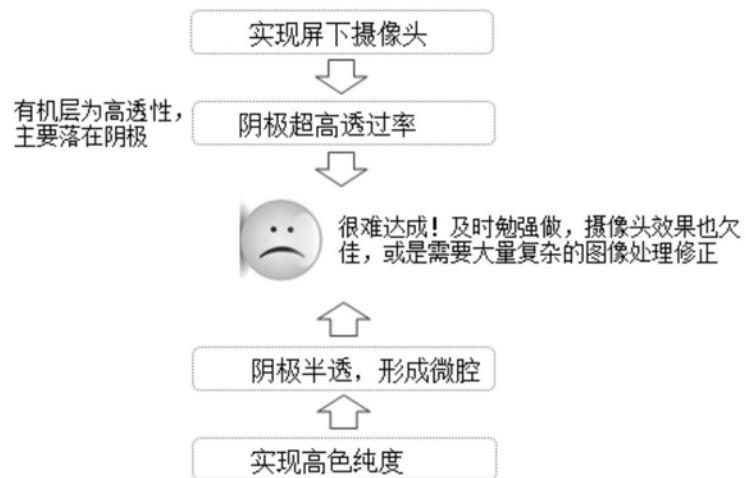 实现屏下摄像头
有机层为高透性，
主要落在阴极
阴极超高透过率
很难达成！及时勉强做，摄像头效果也欠
佳，或是需要大量复杂的图像处理修正
阴极半透，形成微腔
实现高色纯度